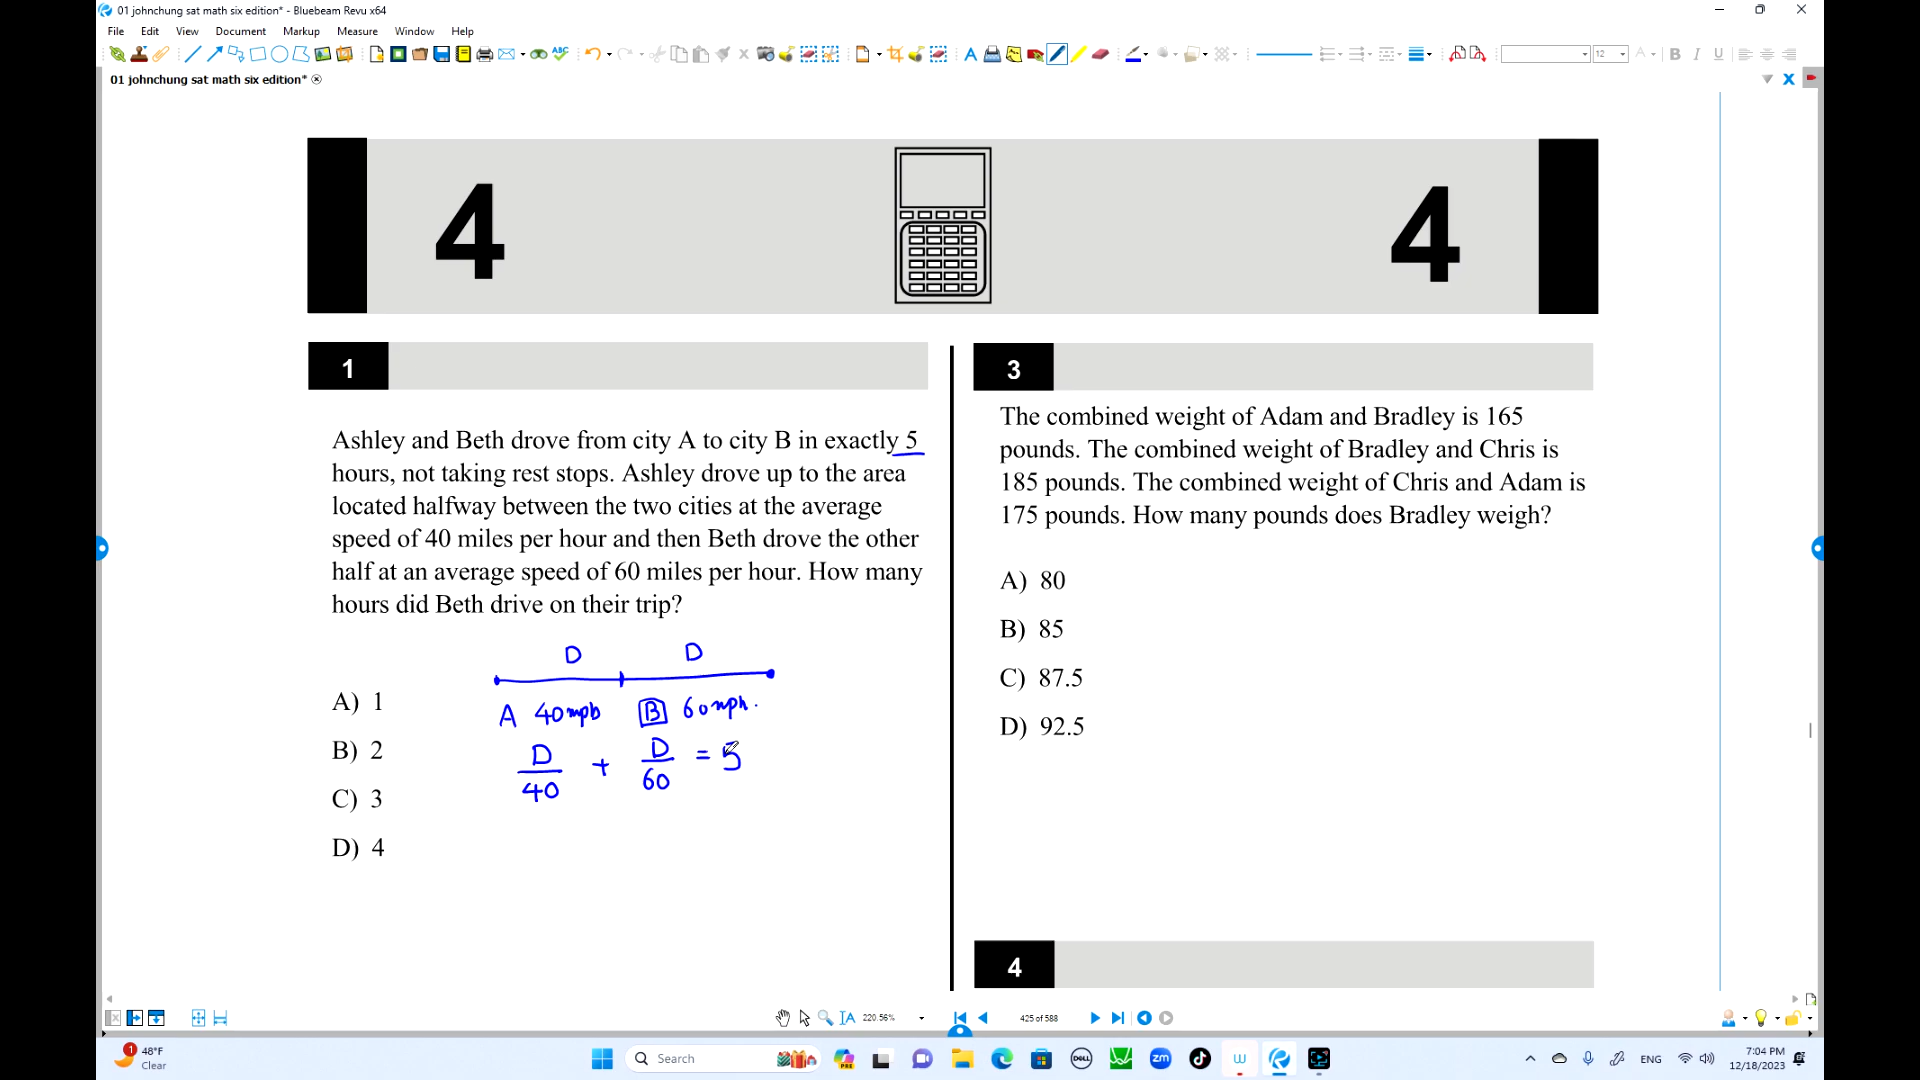 01 johnchung sat math six edition* - Bluebeam Revu x64
File Edit View Document Markup Measure Window Help
12
01 johnchung sat math six edition*
4 4
1
Ashley and Beth drove from city A to city B in exactly 5
hours, not taking rest stops. Ashley drove up to the area
located halfway between the two cities at the average
speed of 40 miles per hour and then Beth drove the other
half at an average speed of 60 miles per hour. How many
hours did Beth drive on their trip?
D D
A 40mph B 60mph.
D/40 + D/60 = 5
A) 1
B) 2
C) 3
D) 4
3
The combined weight of Adam and Bradley is 165
pounds. The combined weight of Bradley and Chris is
185 pounds. The combined weight of Chris and Adam is
175 pounds. How many pounds does Bradley weigh?
A) 80
B) 85
C) 87.5
D) 92.5
4
220.56% 425 of 588
1 48°F
Clear
Search
PRE
DELL
zm
W
ENG
7:04 PM
12/18/2023